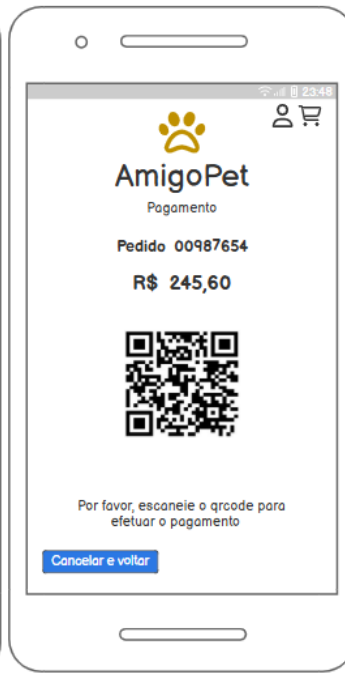 23:48
AmigoPet
Pagamento
Pedido 00987654
R$ 245,60
Por favor, escaneie o qrcode para
efetuar o pagamento
Cancelar e voltar